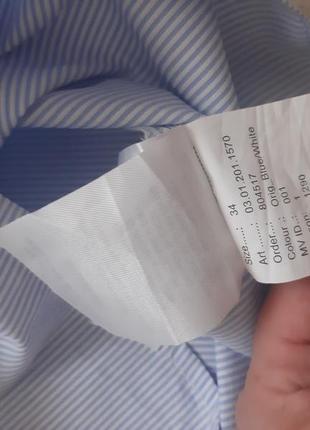 Size......: 34
Art .......: 03.01.201.1570
Order....: 804517
Colour .: Orig. Blue/White
MV ID..: 001
1
1290